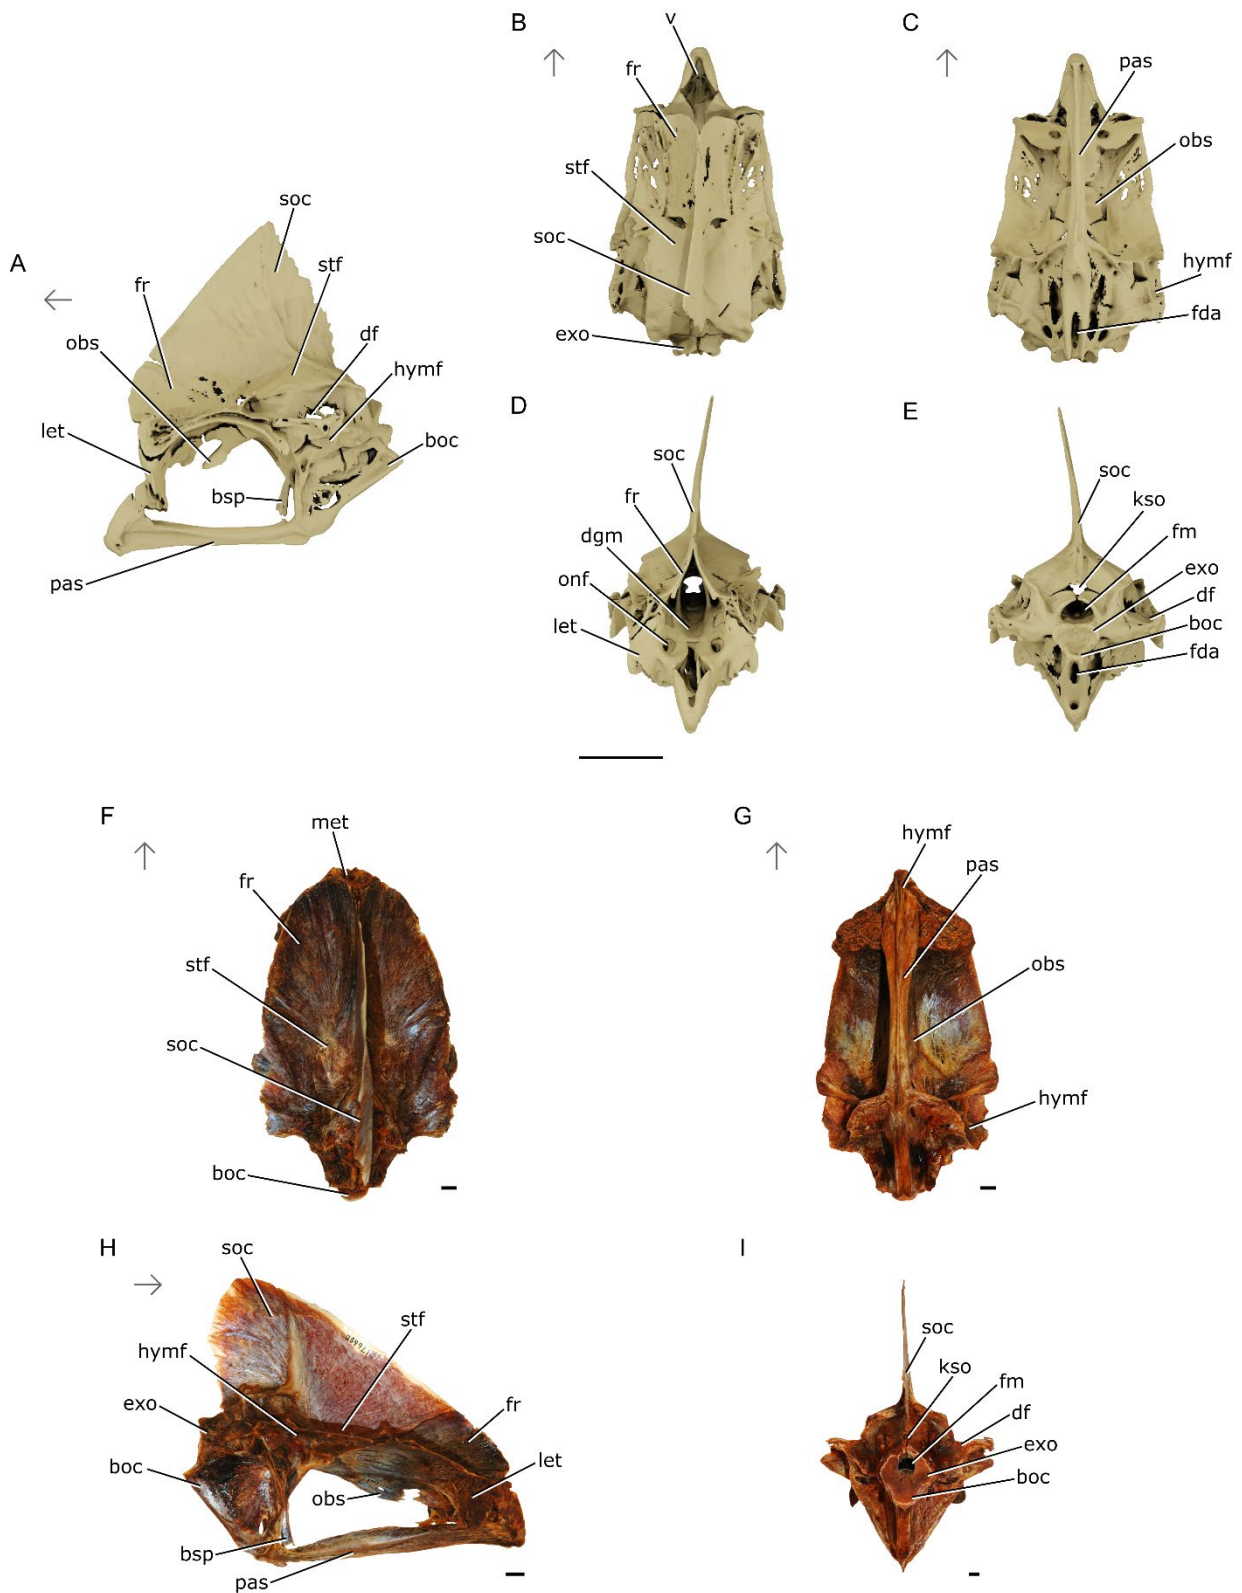 B
v
fr
stf
soc
exo
C
pas
obs
hymf
fda
A
soc
stf
fr
df
obs
hymf
let
boc
bsp
pas
D
soc
fr
dgm
onf
let
E
soc
kso
fm
exo
df
boc
fda
F
met
fr
stf
soc
boc
G
hymf
pas
obs
hymf
H
soc
stf
hymf
exo
fr
boc
let
obs
bsp
pas
I
soc
kso
fm
df
exo
boc